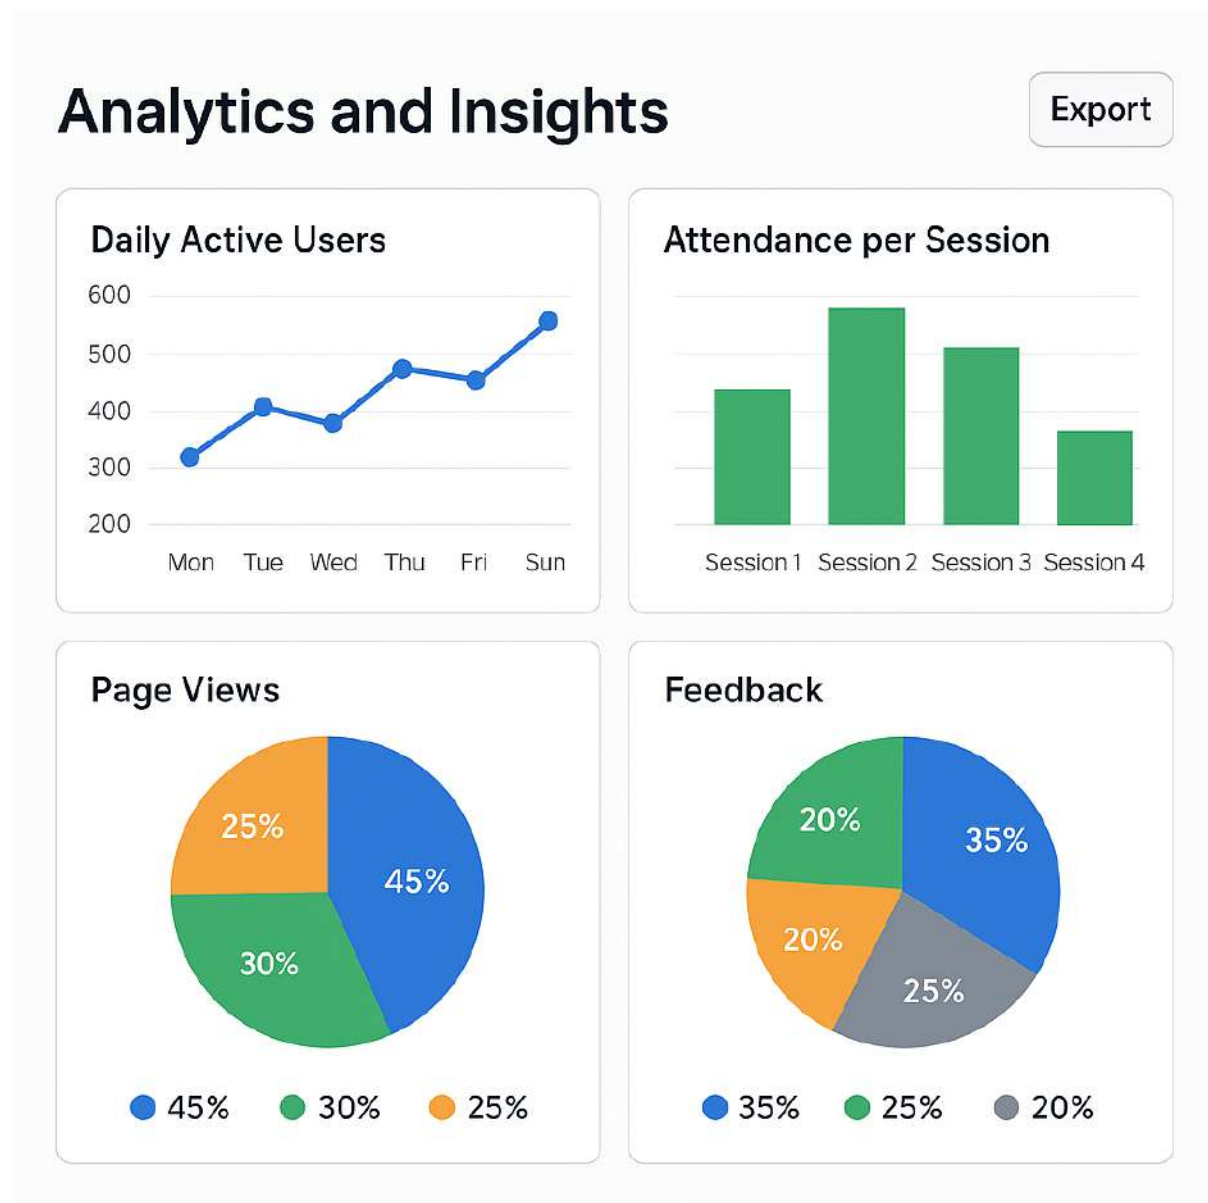 Analytics and Insights
Export
Daily Active Users
600
500
400
300
200
Mon Tue Wed Thu Fri Sun
Attendance per Session
Session 1 Session 2 Session 3 Session 4
Page Views
25%
45%
30%
45% 30% 25%
Feedback
20%
35%
20%
25%
35% 25% 20%